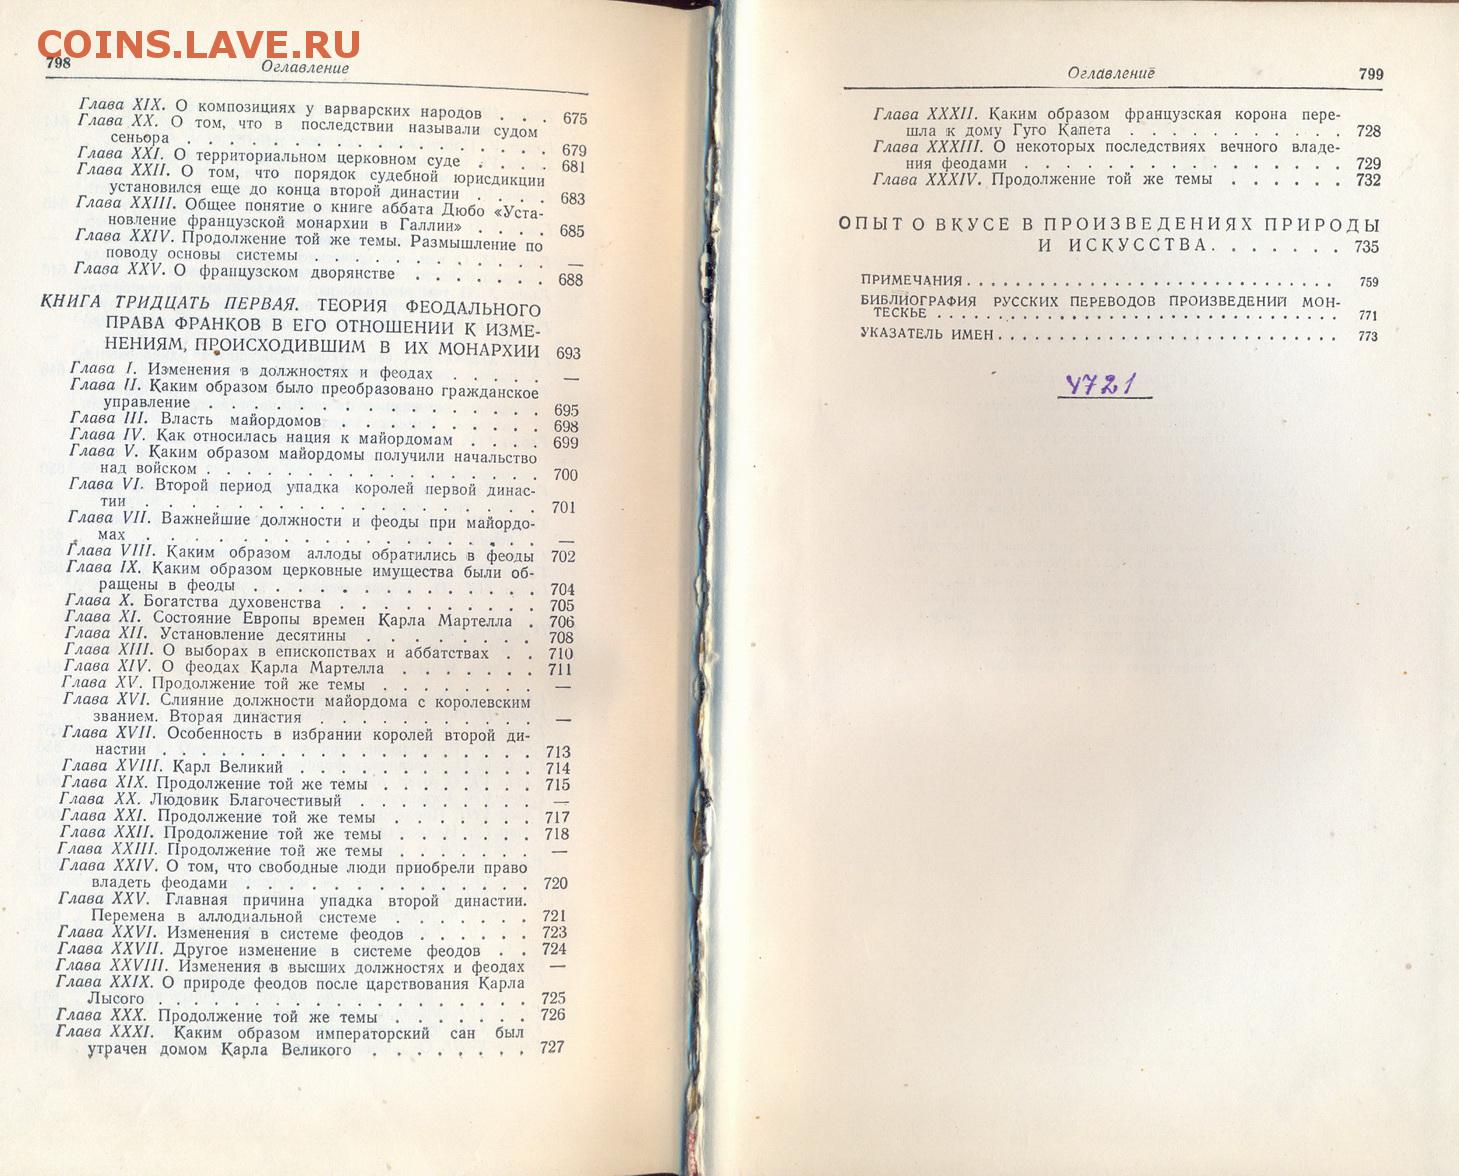 COINS.LAVE.RU
798
Оглавление
Глава XIX. О композициях у варварских народов . . . 675
Глава XX. О том, что в последствии называли судом
сеньора . . . . . . . . . . . . . . . . 679
Глава XXI. О территориальном церковном суде . . . . 681
Глава XXII. О том, что порядок судебной юрисдикции
установился еще до конца второй династии . . . . 683
Глава XXIII. Общее понятие о книге аббата Дюбо «Уста-
новление французской монархии в Галлии» . . . . 685
Глава XXIV. Продолжение той же темы. Размышление по
поводу основы системы . . . . . . . . . . —
Глава XXV. О французском дворянстве . . . . . . . 688
КНИГА ТРИДЦАТЬ ПЕРВАЯ. ТЕОРИЯ ФЕОДАЛЬНОГО
ПРАВА ФРАНКОВ В ЕГО ОТНОШЕНИИ К ИЗМЕ-
НЕНИЯМ, ПРОИСХОДИВШИМ В ИХ МОНАРХИИ 693
Глава I. Изменения в должностях и феодах . . . . . —
Глава II. Каким образом было преобразовано гражданское
управление . . . . . . . . . . . . . . . 695
Глава III. Власть майордомов . . . . . . . . . . 698
Глава IV. Как относилась нация к майордомам . . . . 699
Глава V. Каким образом майордомы получили начальство
над войском . . . . . . . . . . . . . . . 700
Глава VI. Второй период упадка королей первой динас-
тии . . . . . . . . . . . . . . . . . . 701
Глава VII. Важнейшие должности и феоды при майордо-
мах . . . . . . . . . . . . . . . . . . —
Глава VIII. Каким образом аллоды обратились в феоды 702
Глава IX. Каким образом церковные имущества были об-
ращены в феоды . . . . . . . . . . . . . 704
Глава X. Богатства духовенства . . . . . . . . . . 705
Глава XI. Состояние Европы времен Карла Мартелла . 706
Глава XII. Установление десятины . . . . . . . . 708
Глава XIII. О выборах в епископствах и аббатствах . . 710
Глава XIV. О феодах Карла Мартелла . . . . . . . 711
Глава XV. Продолжение той же темы . . . . . . . . —
Глава XVI. Слияние должности майордома с королевским
званием. Вторая династия . . . . . . . . . . —
Глава XVII. Особенность в избрании королей второй ди-
настии . . . . . . . . . . . . . . . . . 713
Глава XVIII. Карл Великий . . . . . . . . . . . . 714
Глава XIX. Продолжение той же темы . . . . . . . . 715
Глава XX. Людовик Благочестивый . . . . . . . . . —
Глава XXI. Продолжение той же темы . . . . . . . 717
Глава XXII. Продолжение той же темы . . . . . . . 718
Глава XXIII. Продолжение той же темы . . . . . . . —
Глава XXIV. О том, что свободные люди приобрели право
владеть феодами . . . . . . . . . . . . . 720
Глава XXV. Главная причина упадка второй династии.
Перемена в аллодиальной системе . . . . . . . 721
Глава XXVI. Изменения в системе феодов . . . . . . 723
Глава XXVII. Другое изменение в системе феодов . . 724
Глава XXVIII. Изменения в высших должностях и феодах —
Глава XXIX. О природе феодов после царствования Карла
Лысого . . . . . . . . . . . . . . . . . 725
Глава XXX. Продолжение той же темы . . . . . . . 726
Глава XXXI. Каким образом императорский сан был
утрачен домом Карла Великого . . . . . . . . 727
Оглавление
799
Глава XXXII. Каким образом французская корона пере-
шла к дому Гуго Капета . . . . . . . . . . . 728
Глава XXXIII. О некоторых последствиях вечного владе-
ния феодами . . . . . . . . . . . . . . . 729
Глава XXXIV. Продолжение той же темы . . . . . . 732
ОПЫТ О ВКУСЕ В ПРОИЗВЕДЕНИЯХ ПРИРОДЫ
И ИСКУССТВА. . . . . . . 735
ПРИМЕЧАНИЯ . . . . . . . . . . . . . . . . . . . . . . . . . . . . 759
БИБЛИОГРАФИЯ РУССКИХ ПЕРЕВОДОВ ПРОИЗВЕДЕНИЙ МОН-
ТЕСКЬЕ . . . . . . . . . . . . . . . . . . . . . . . . . . . . . . 771
УКАЗАТЕЛЬ ИМЕН . . . . . . . . . . . . . . . . . . . . . . . . . . 773
4721